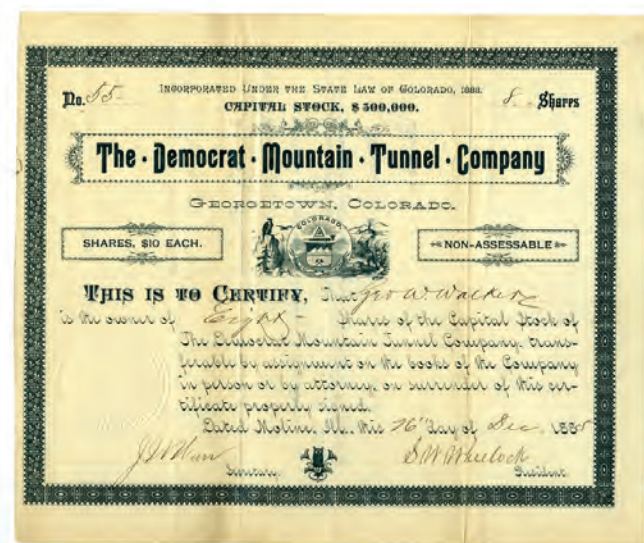 No. 55 INCORPORATED UNDER THE STATE LAW OF COLORADO, 1883. 8 Shares
CAPITAL STOCK, $500,000.
The · Democrat · Mountain · Tunnel · Company
GEORGETOWN, COLORADO.
COLORADO.
SHARES, $10 EACH.
NON-ASSESSABLE
THIS IS TO CERTIFY, That Geo W. Walker
is the owner of Eight Shares of the Capital Stock of
The Democrat Mountain Tunnel Company, trans-
ferable by assignment on the books of the Company
in person or by attorney, on surrender of this cer-
tificate properly signed.
Dated Moline, Ill. this 26" Day of Dec. 1885
S. W. Wheelock
Secretary. President.